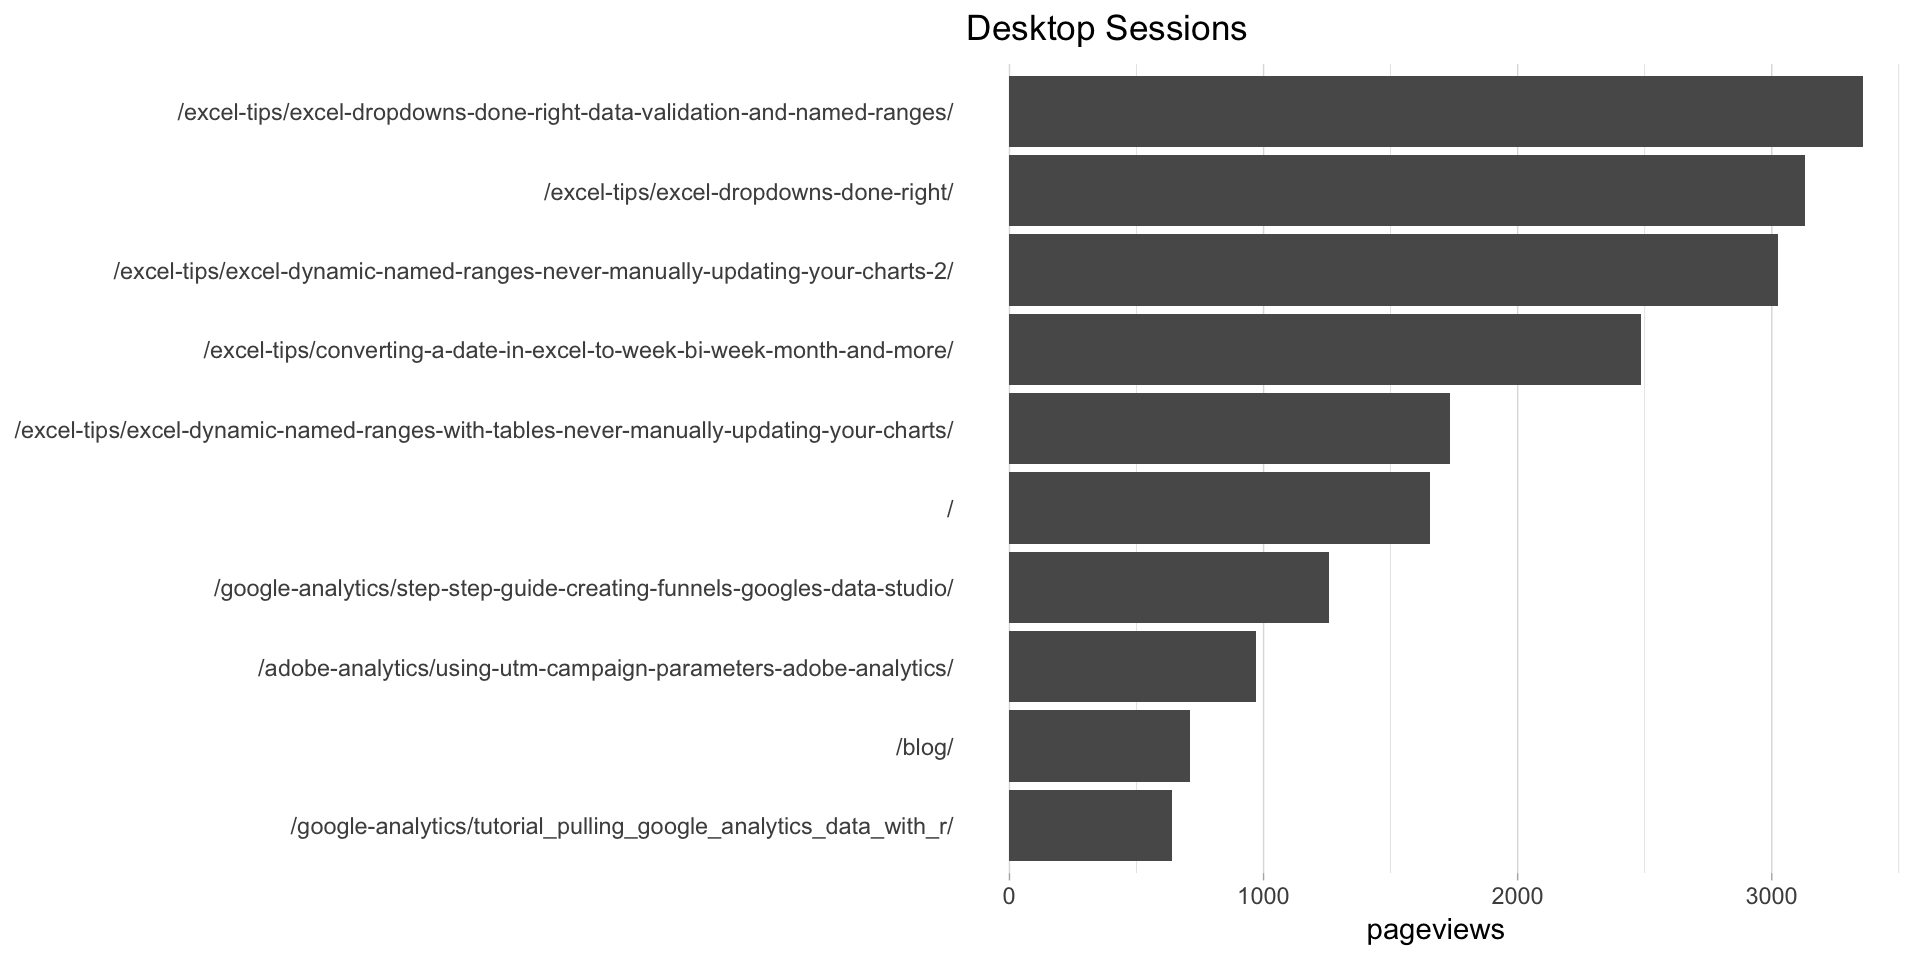 Desktop Sessions
/excel-tips/excel-dropdowns-done-right-data-validation-and-named-ranges/
/excel-tips/excel-dropdowns-done-right/
/excel-tips/excel-dynamic-named-ranges-never-manually-updating-your-charts-2/
/excel-tips/converting-a-date-in-excel-to-week-bi-week-month-and-more/
/excel-tips/excel-dynamic-named-ranges-with-tables-never-manually-updating-your-charts/
/
/google-analytics/step-step-guide-creating-funnels-googles-data-studio/
/adobe-analytics/using-utm-campaign-parameters-adobe-analytics/
/blog/
/google-analytics/tutorial_pulling_google_analytics_data_with_r/
0 1000 2000 3000
pageviews